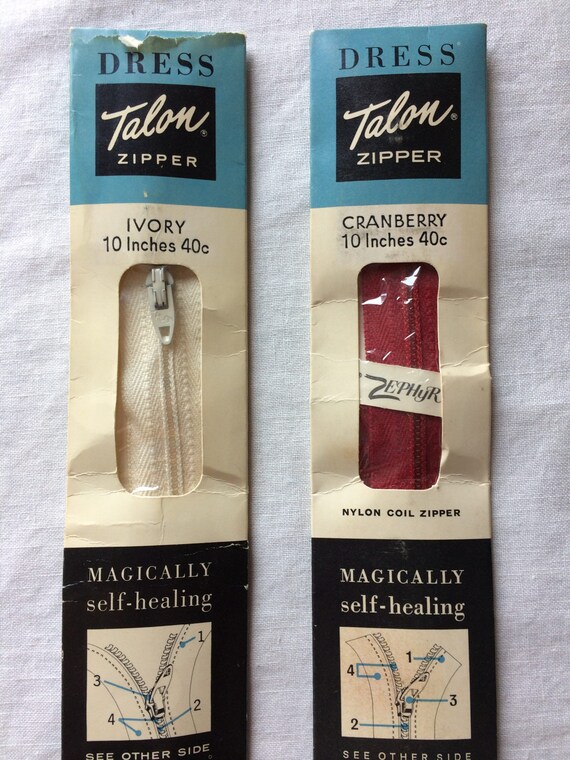 DRESS
Talon®
ZIPPER
IVORY
10 Inches 40c
MAGICALLY
self-healing
1
3
2
4
SEE OTHER SIDE
DRESS
Talon®
ZIPPER
CRANBERRY
10 Inches 40c
ZEPHyR
NYLON COIL ZIPPER
MAGICALLY
self-healing
1
4
3
2
SEE OTHER SIDE